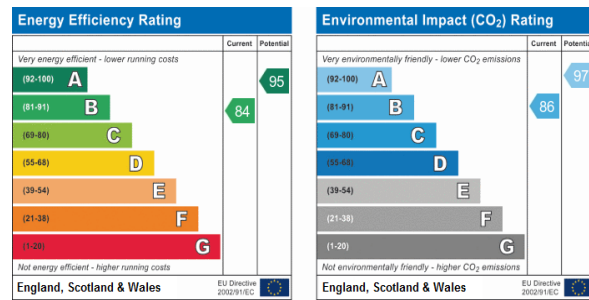 Energy Efficiency Rating
Current Potential
Very energy efficient - lower running costs
(92-100) A
95
(81-91) B
84
(69-80) C
(55-68) D
(39-54) E
(21-38) F
(1-20) G
Not energy efficient - higher running costs
England, Scotland & Wales
EU Directive
2002/91/EC
Environmental Impact (CO₂) Rating
Current Potentia
Very environmentally friendly - lower CO₂ emissions
(92-100) A
97
(81-91) B
86
(69-80) C
(55-68) D
(39-54) E
(21-38) F
(1-20) G
Not environmentally friendly - higher CO₂ emissions
England, Scotland & Wales
EU Directive
2002/91/EC